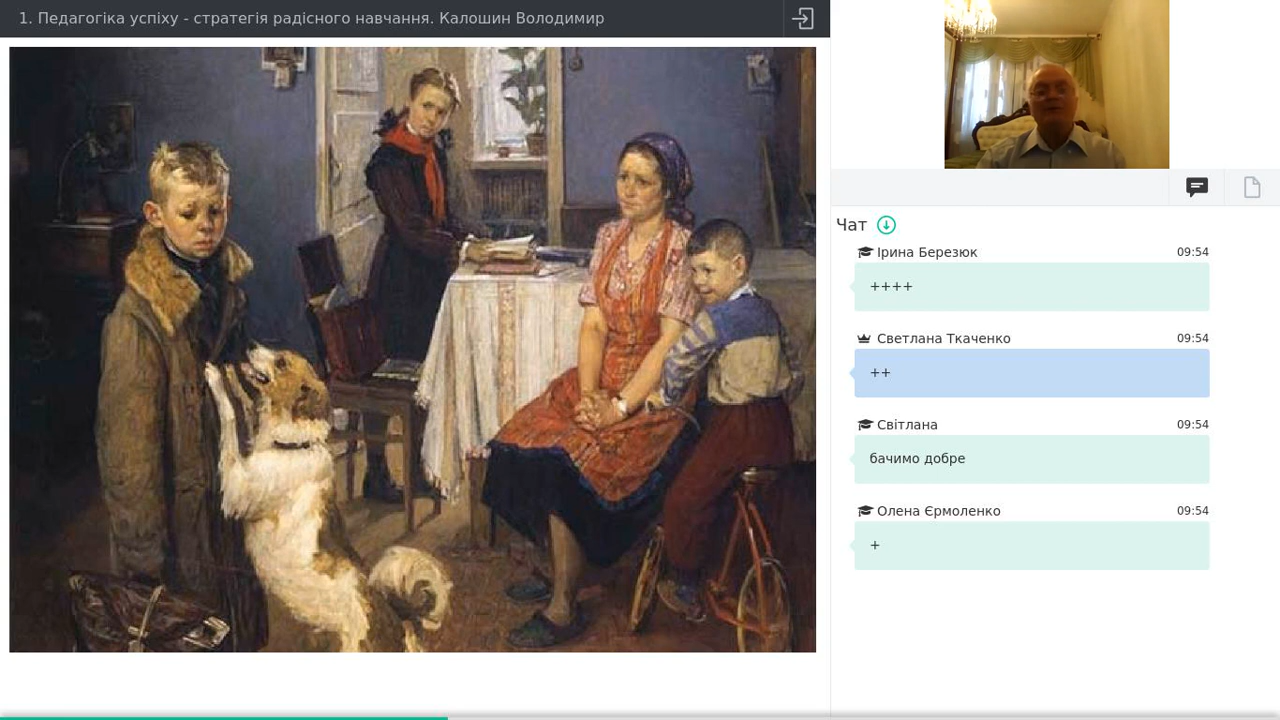 1. Педагогіка успіху - стратегія радісного навчання. Калошин Володимир
Чат
Ірина Березюк 09:54
++++
Светлана Ткаченко 09:54
++
Світлана 09:54
бачимо добре
Олена Єрмоленко 09:54
+